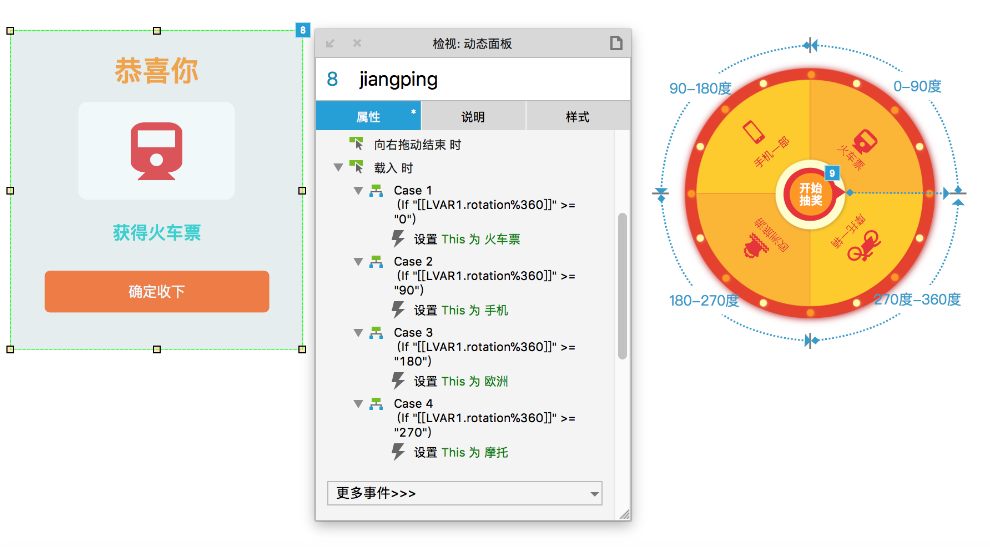 8
恭喜你
获得火车票
确定收下
检视: 动态面板
8 jiangping
属性 * 说明 样式
向右拖动结束 时
载入 时
Case 1
(If "[[LVAR1.rotation%360]]" >=
"0")
设置 This 为 火车票
Case 2
(If "[[LVAR1.rotation%360]]" >=
"90")
设置 This 为 手机
Case 3
(If "[[LVAR1.rotation%360]]" >=
"180")
设置 This 为 欧洲
Case 4
(If "[[LVAR1.rotation%360]]" >=
"270")
设置 This 为 摩托
更多事件>>>
90-180度
0-90度
手机一部
火车票
9
开始
抽奖
欧洲旅游
摩托一辆
180-270度
270度-360度